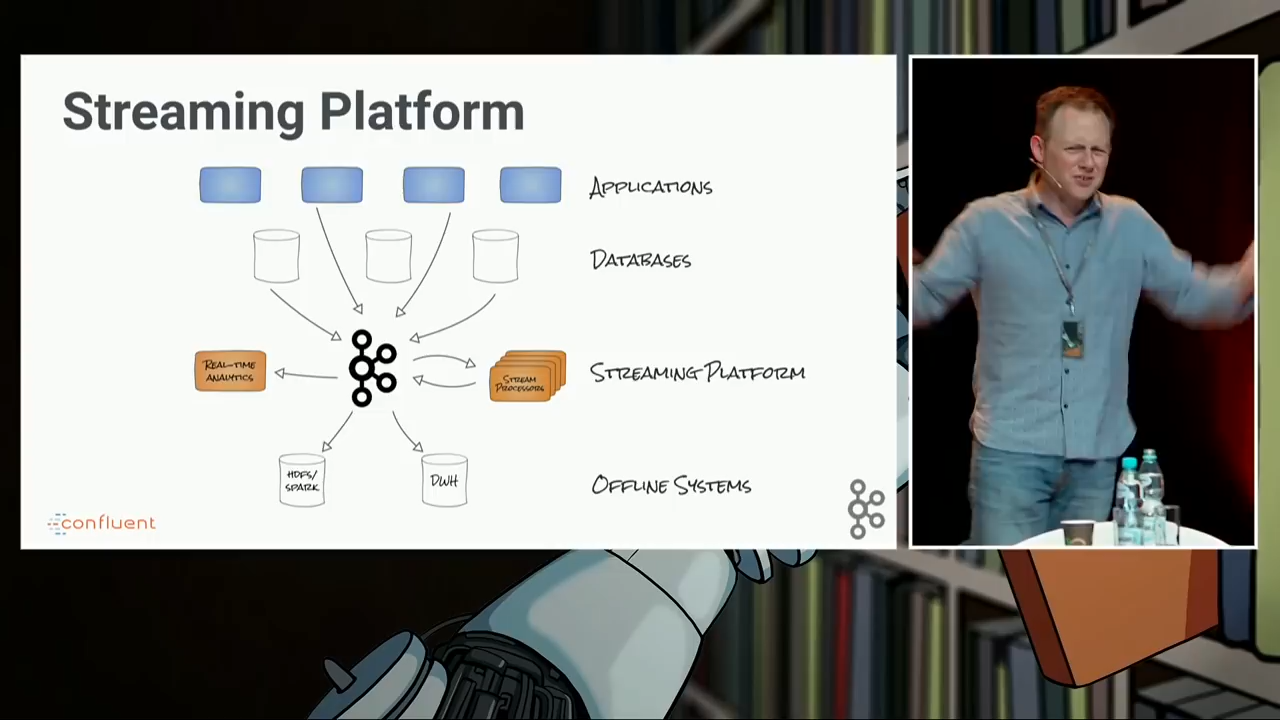 Streaming Platform
Applications
Databases
Real-time
Analytics
Stream
Processors
Streaming Platform
HDFS/
Spark
DWH
Offline Systems
confluent